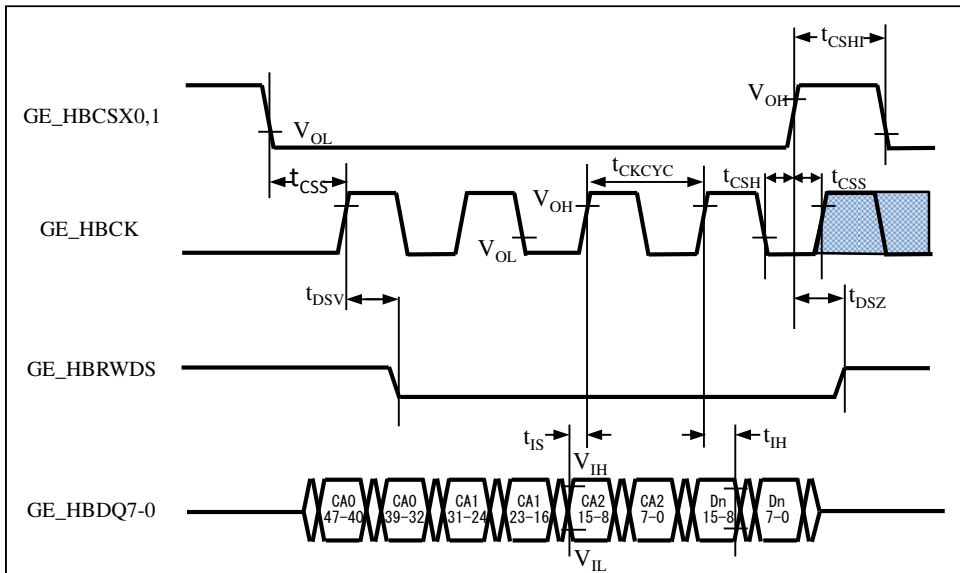 tCSHI
GE_HBCSX0,1
VOH
VOL
tCSS
tCKCYC
tCSH
tCSS
GE_HBCK
VOH
VOL
tDSV
tDSZ
GE_HBRWDS
tIS
tIH
VIH
GE_HBDQ7-0
CA0 47-40
CA0 39-32
CA1 31-24
CA1 23-16
CA2 15-8
CA2 7-0
Dn 15-8
Dn 7-0
VIL